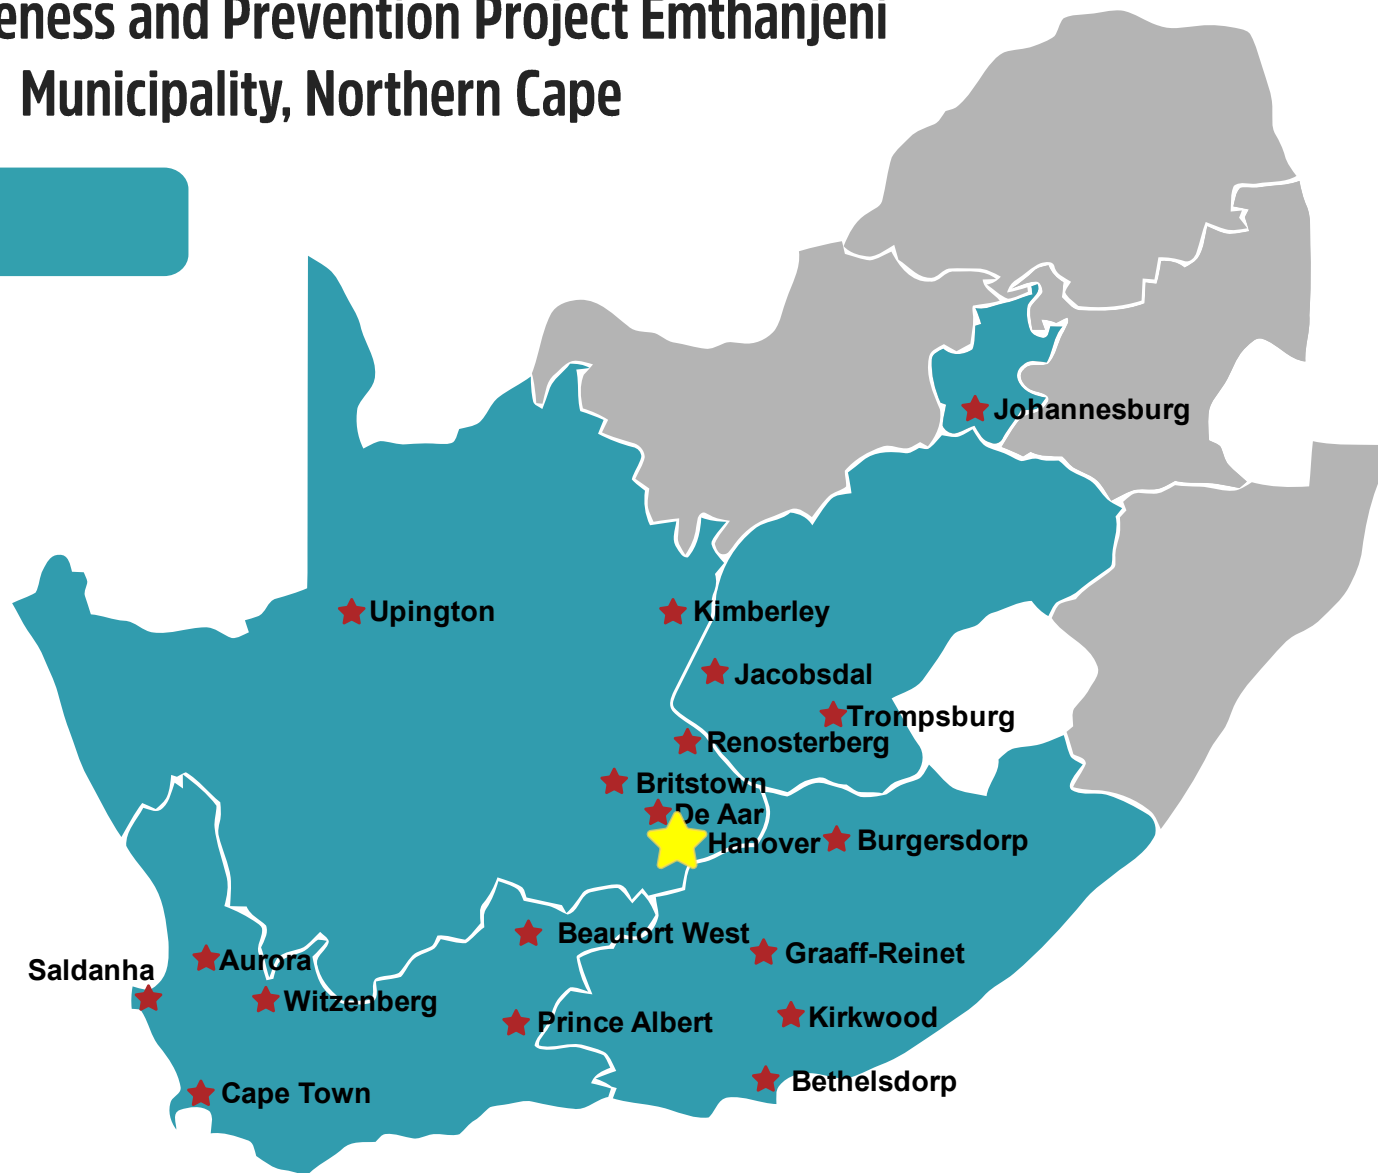 eness and Prevention Project Emthanjeni
Municipality, Northern Cape
Johannesburg
Upington
Kimberley
Jacobsdal
Trompsburg
Renosterberg
Britstown
De Aar
Hanover
Burgersdorp
Beaufort West
Graaff-Reinet
Aurora
Saldanha
Witzenberg
Kirkwood
Prince Albert
Bethelsdorp
Cape Town